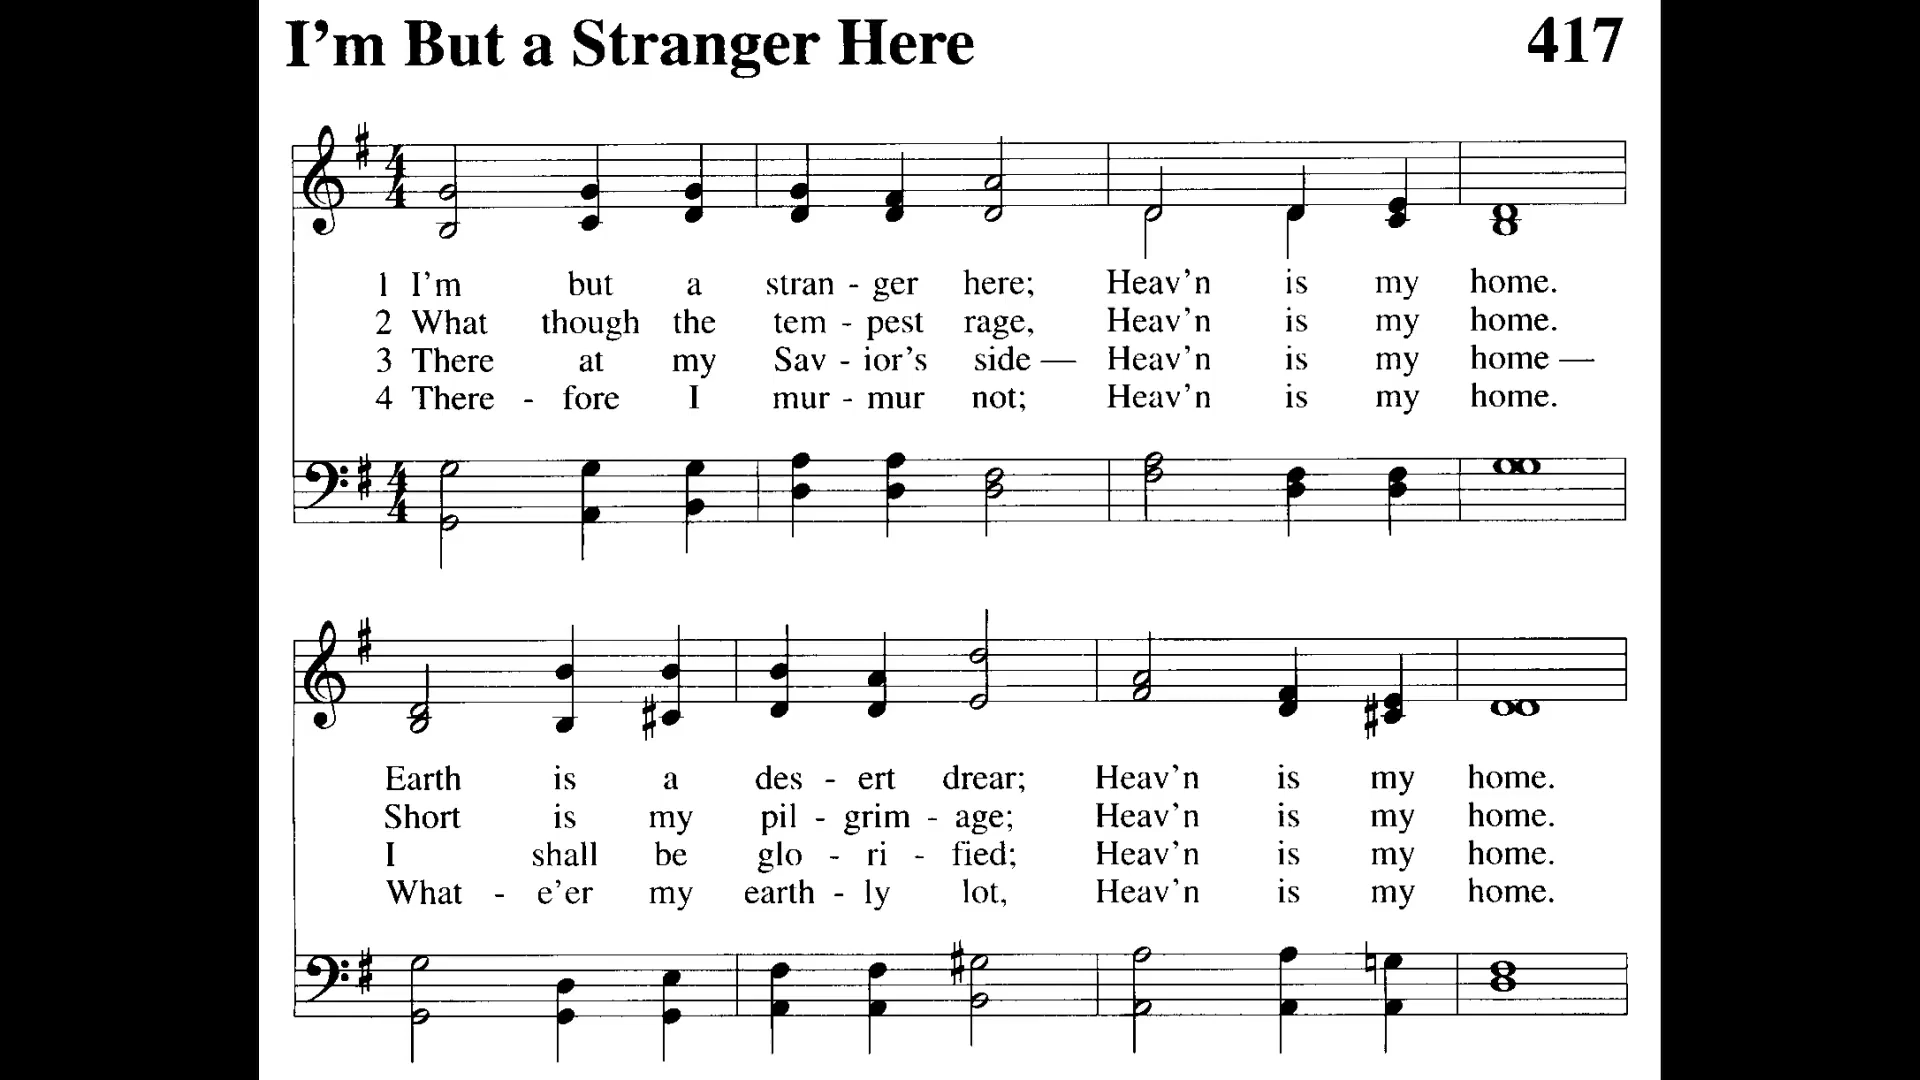 I'm But a Stranger Here 417
4 4
1 I'm but a stran - ger here; Heav'n is my home.
2 What though the tem - pest rage, Heav'n is my home.
3 There at my Sav - ior's side — Heav'n is my home —
4 There - fore I mur - mur not; Heav'n is my home.
4 4
Earth is a des - ert drear; Heav'n is my home.
Short is my pil - grim - age; Heav'n is my home.
I shall be glo - ri - fied; Heav'n is my home.
What - e'er my earth - ly lot, Heav'n is my home.